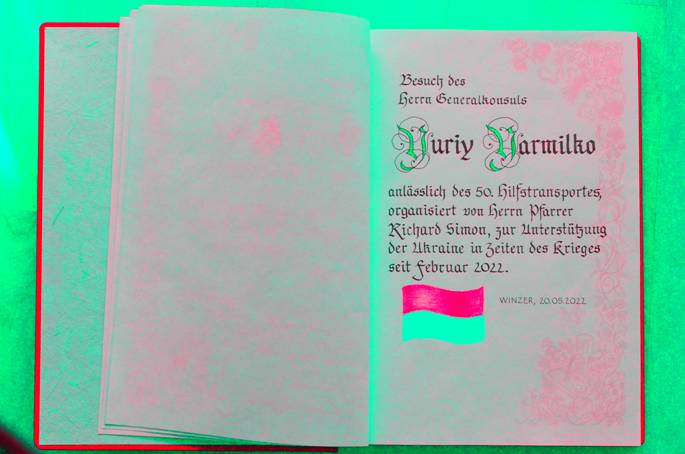 Besuch des
Herrn Generalkonsuls
Yuriy Yarmilko
anlässlich des 50. Hilfstransportes,
organisiert von Herrn Pfarrer
Richard Simon, zur Unterstützung
der Ukraine in Zeiten des Krieges
seit Februar 2022.
WINZER, 20.05.2022